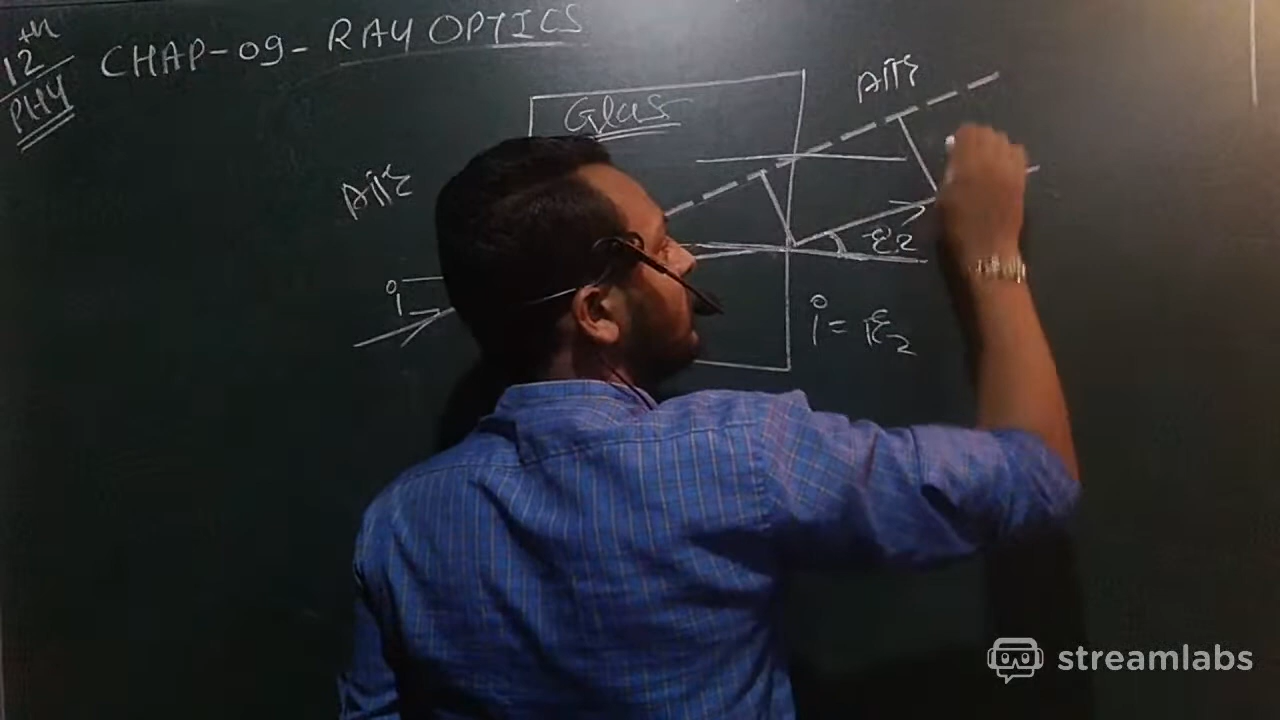 12th
PHY
CHAP-09-RAY OPTICS
Glass
Air
Air
i
r2
i = r2
streamlabs